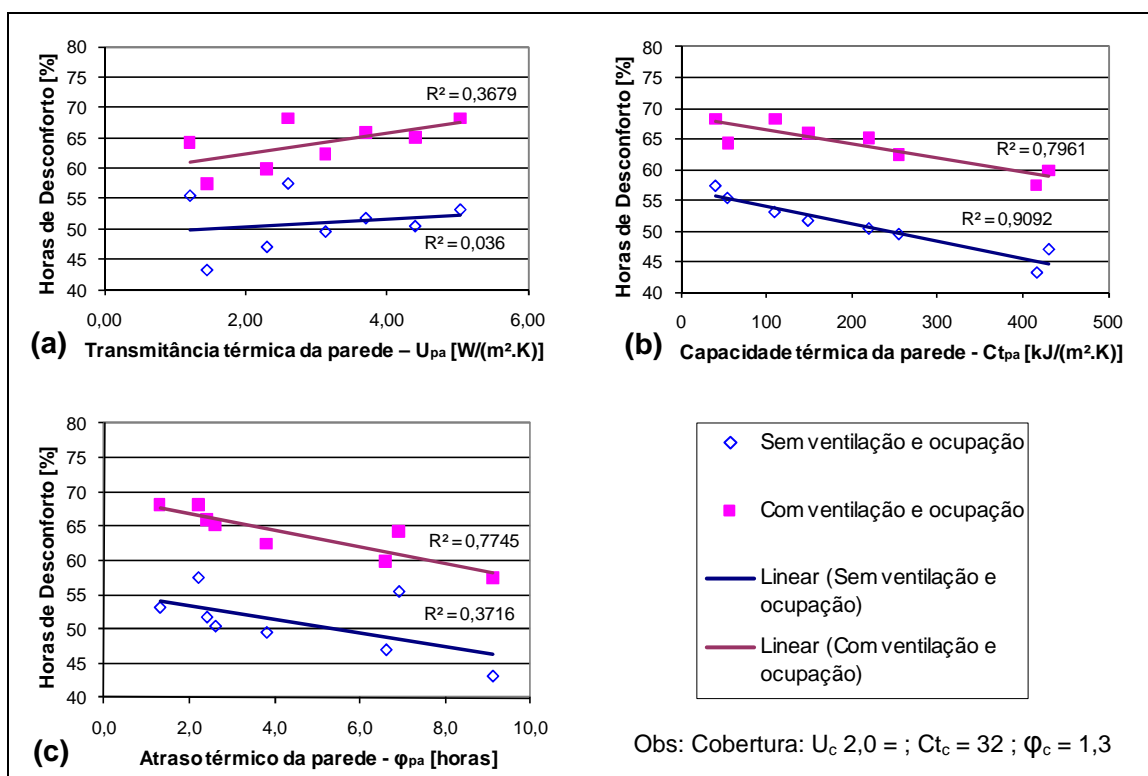 80
75
70
65
60
55
50
45
40
Horas de Desconforto [%]
R² = 0,3679
R² = 0,036
0,00 2,00 4,00 6,00
(a) Transmitância térmica da parede – Upa [W/(m².K)]
80
75
70
65
60
55
50
45
40
Horas de Desconforto [%]
R² = 0,7961
R² = 0,9092
0 100 200 300 400 500
(b) Capacidade térmica da parede - Ctpa [kJ/(m².K)]
80
75
70
65
60
55
50
45
40
Horas de Desconforto [%]
R² = 0,7745
R² = 0,3716
0,0 2,0 4,0 6,0 8,0 10,0
(c) Atraso térmico da parede - φpa [horas]
Sem ventilação e ocupação
Com ventilação e ocupação
Linear (Sem ventilação e
ocupação)
Linear (Com ventilação e
ocupação)
Obs: Cobertura: Uc 2,0 = ; Ctc = 32 ; φc = 1,3